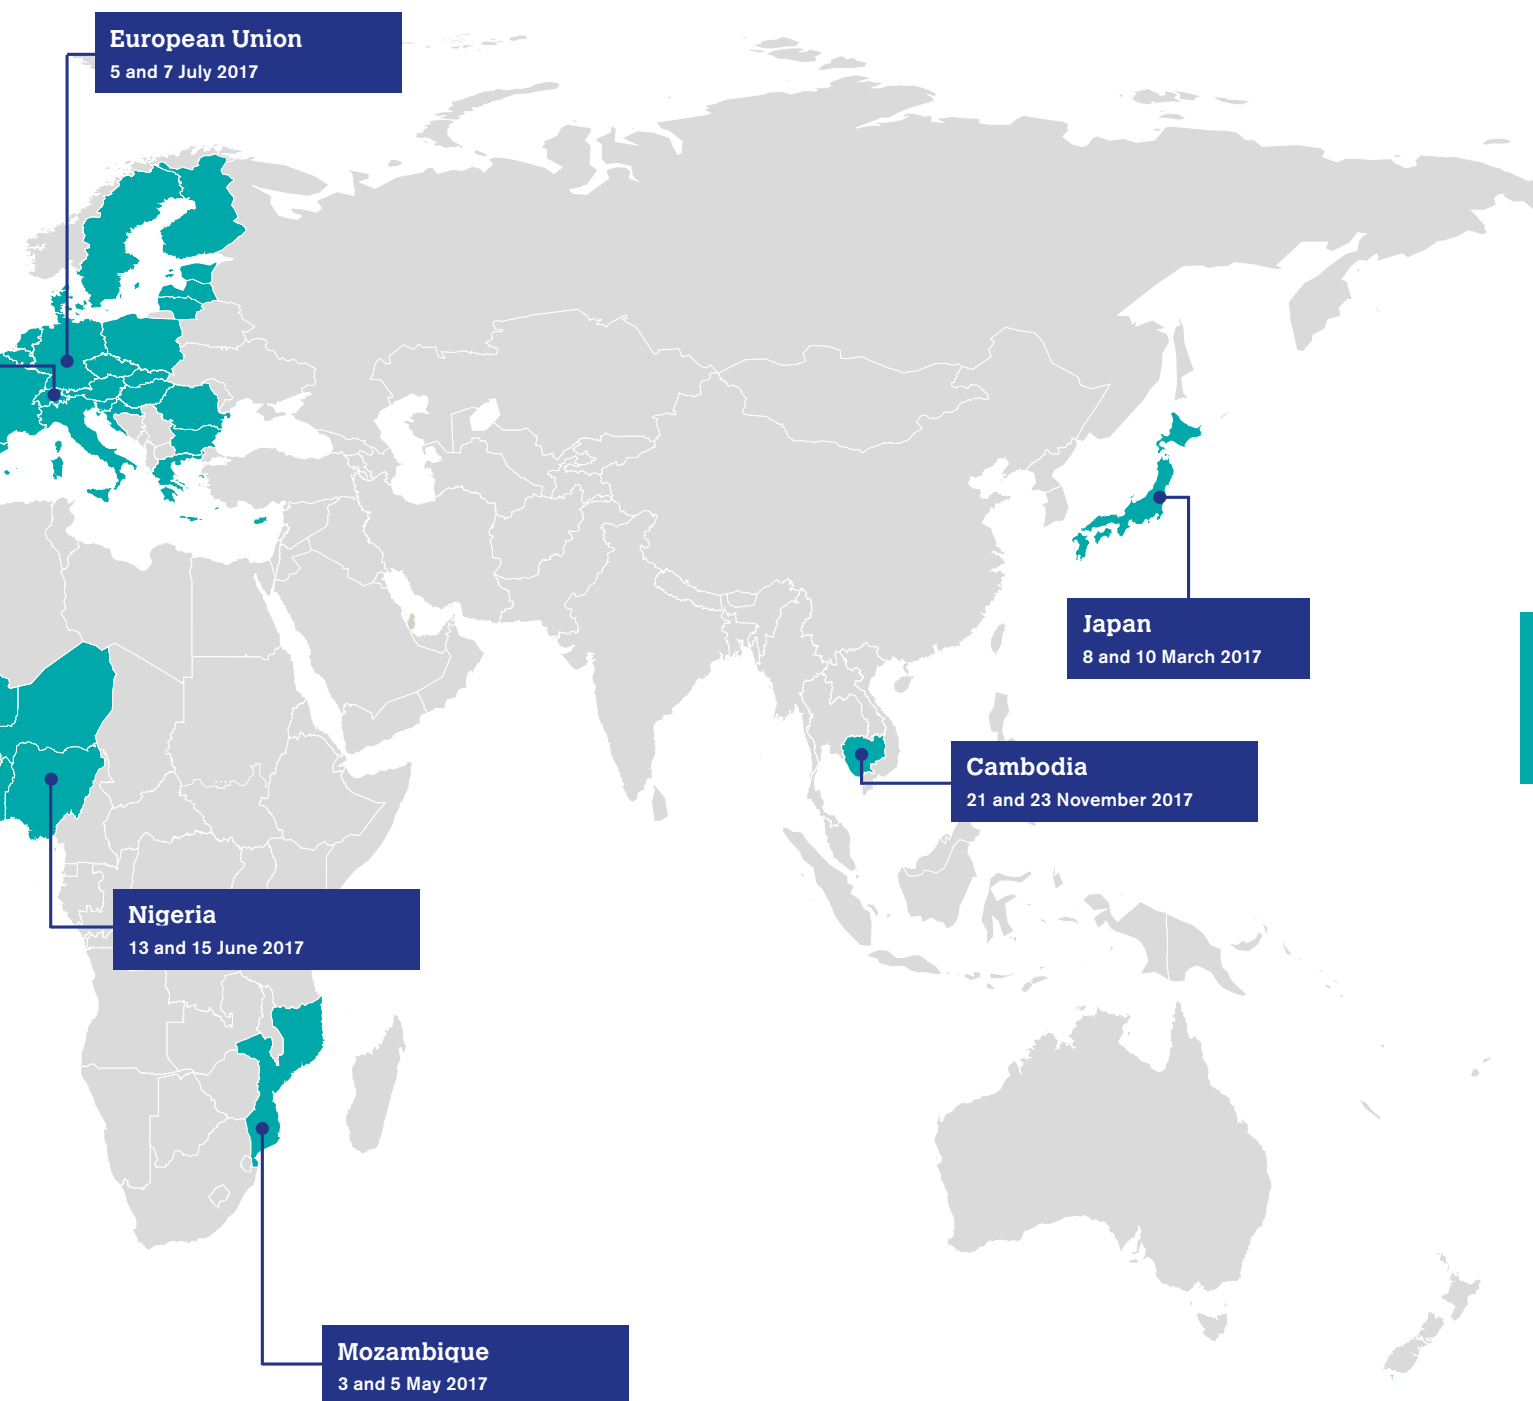 European Union
5 and 7 July 2017
Japan
8 and 10 March 2017
Cambodia
21 and 23 November 2017
Nigeria
13 and 15 June 2017
Mozambique
3 and 5 May 2017